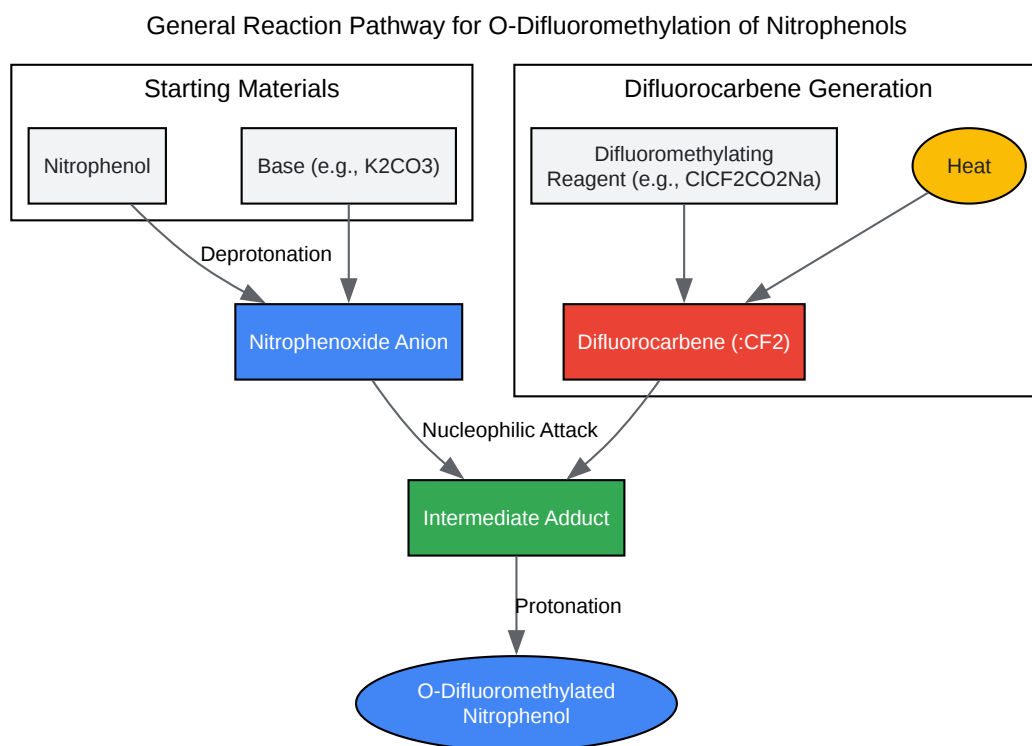 General Reaction Pathway for O-Difluoromethylation of Nitrophenols
Starting Materials
Difluorocarbene Generation
Nitrophenol
Base (e.g., K2CO3)
Difluoromethylating
Reagent (e.g., ClCF2CO2Na)
Heat
Deprotonation
Nitrophenoxide Anion
Difluorocarbene (:CF2)
Nucleophilic Attack
Intermediate Adduct
Protonation
O-Difluoromethylated
Nitrophenol